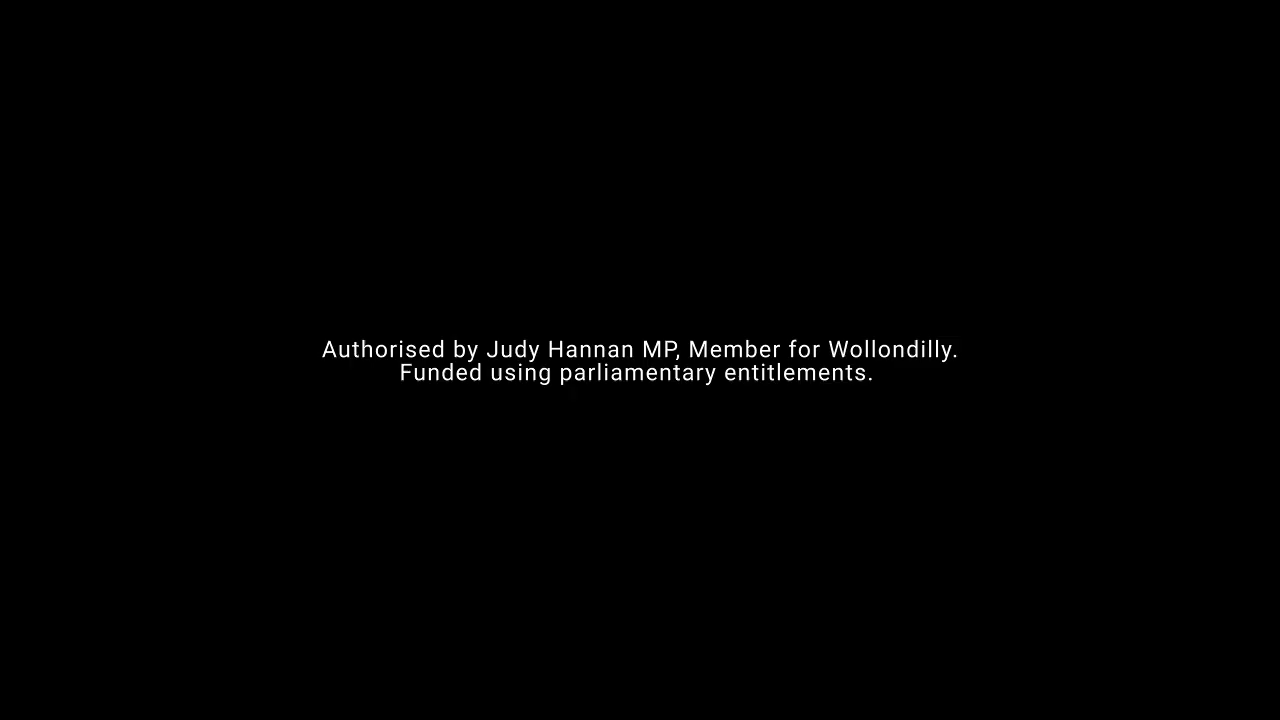 Authorised by Judy Hannan MP, Member for Wollondilly.
Funded using parliamentary entitlements.